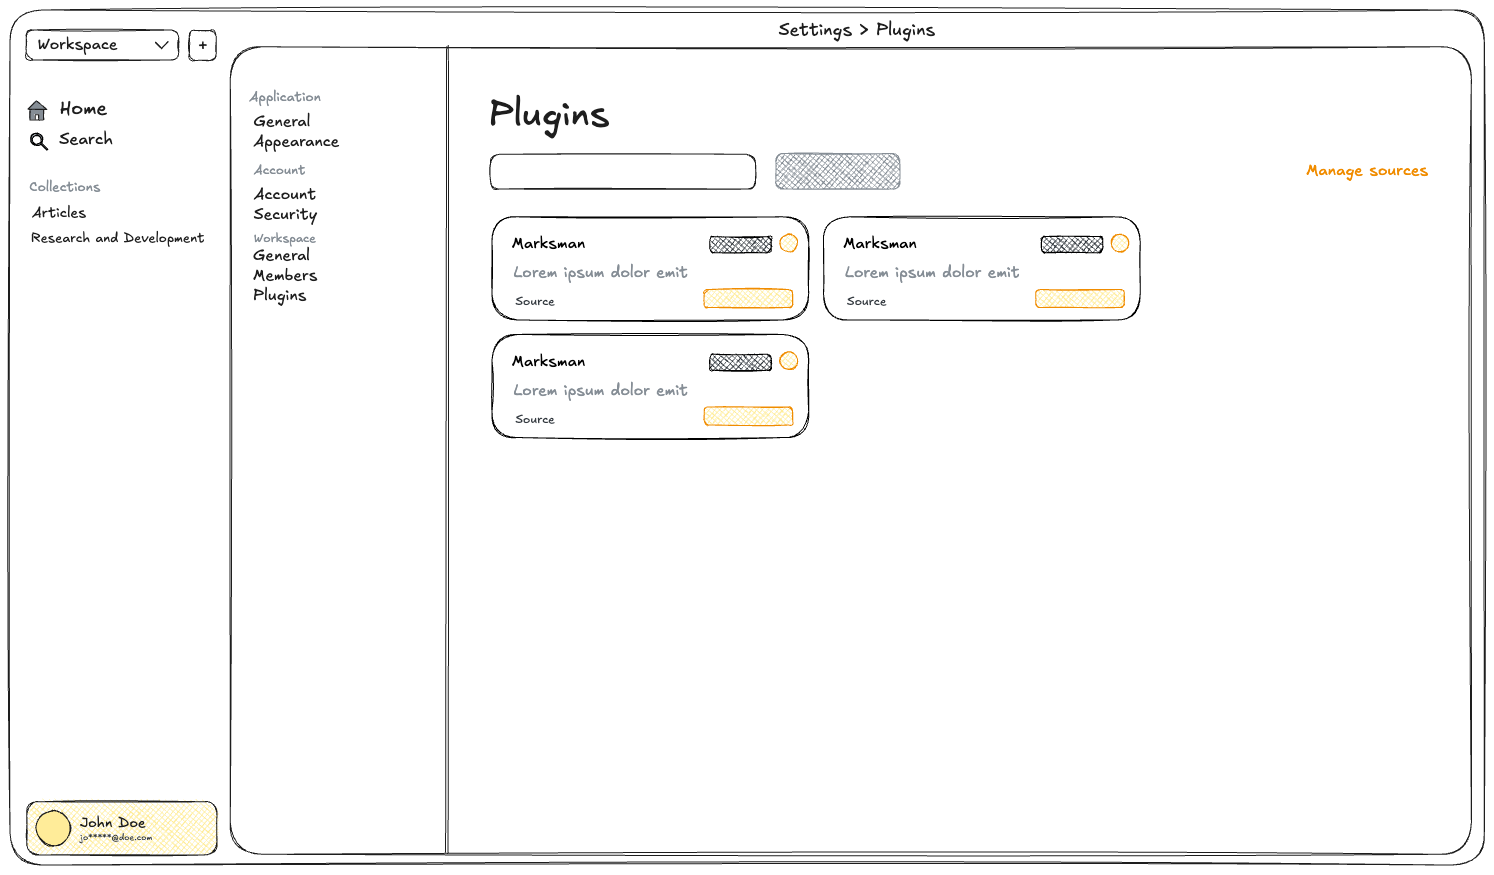 Settings > Plugins
Workspace
+
Home
Search
Collections
Articles
Research and Development
John Doe
jo*****@doe.com
Application
General
Appearance
Account
Account
Security
Workspace
General
Members
Plugins
Plugins
Manage sources
Marksman
Lorem ipsum dolor emit
Source
Marksman
Lorem ipsum dolor emit
Source
Marksman
Lorem ipsum dolor emit
Source